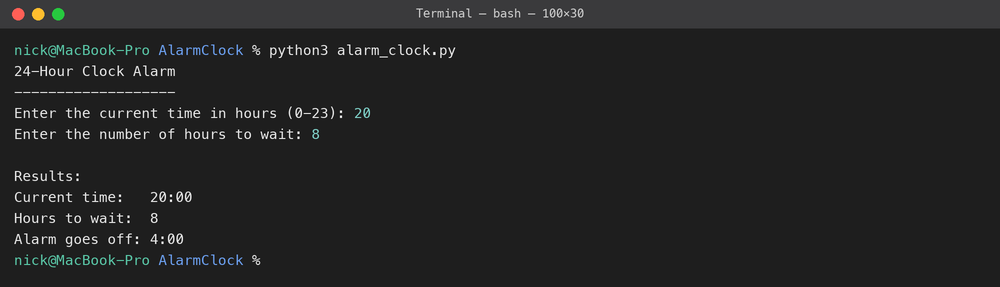 Terminal — bash — 100×30
nick@MacBook-Pro AlarmClock % python3 alarm_clock.py
24-Hour Clock Alarm
-------------------
Enter the current time in hours (0-23): 20
Enter the number of hours to wait: 8
Results:
Current time:   20:00
Hours to wait:  8
Alarm goes off: 4:00
nick@MacBook-Pro AlarmClock %